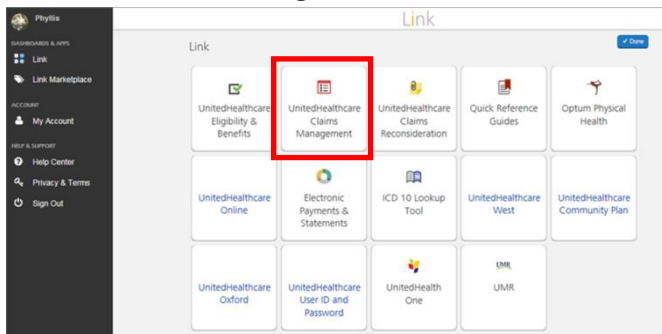 Phyllis
Link
DASHBOARDS & APPS
Link
Link Marketplace
ACCOUNT
My Account
HELP & SUPPORT
Help Center
Privacy & Terms
Sign Out
Link
Done
UnitedHealthcare
Eligibility &
Benefits
UnitedHealthcare
Claims
Management
UnitedHealthcare
Claims
Reconsideration
Quick Reference
Guides
Optum Physical
Health
UnitedHealthcare
Online
Electronic
Payments &
Statements
ICD 10 Lookup
Tool
UnitedHealthcare
West
UnitedHealthcare
Community Plan
UnitedHealthcare
Oxford
UnitedHealthcare
User ID and
Password
UnitedHealth
One
UMR
UMR